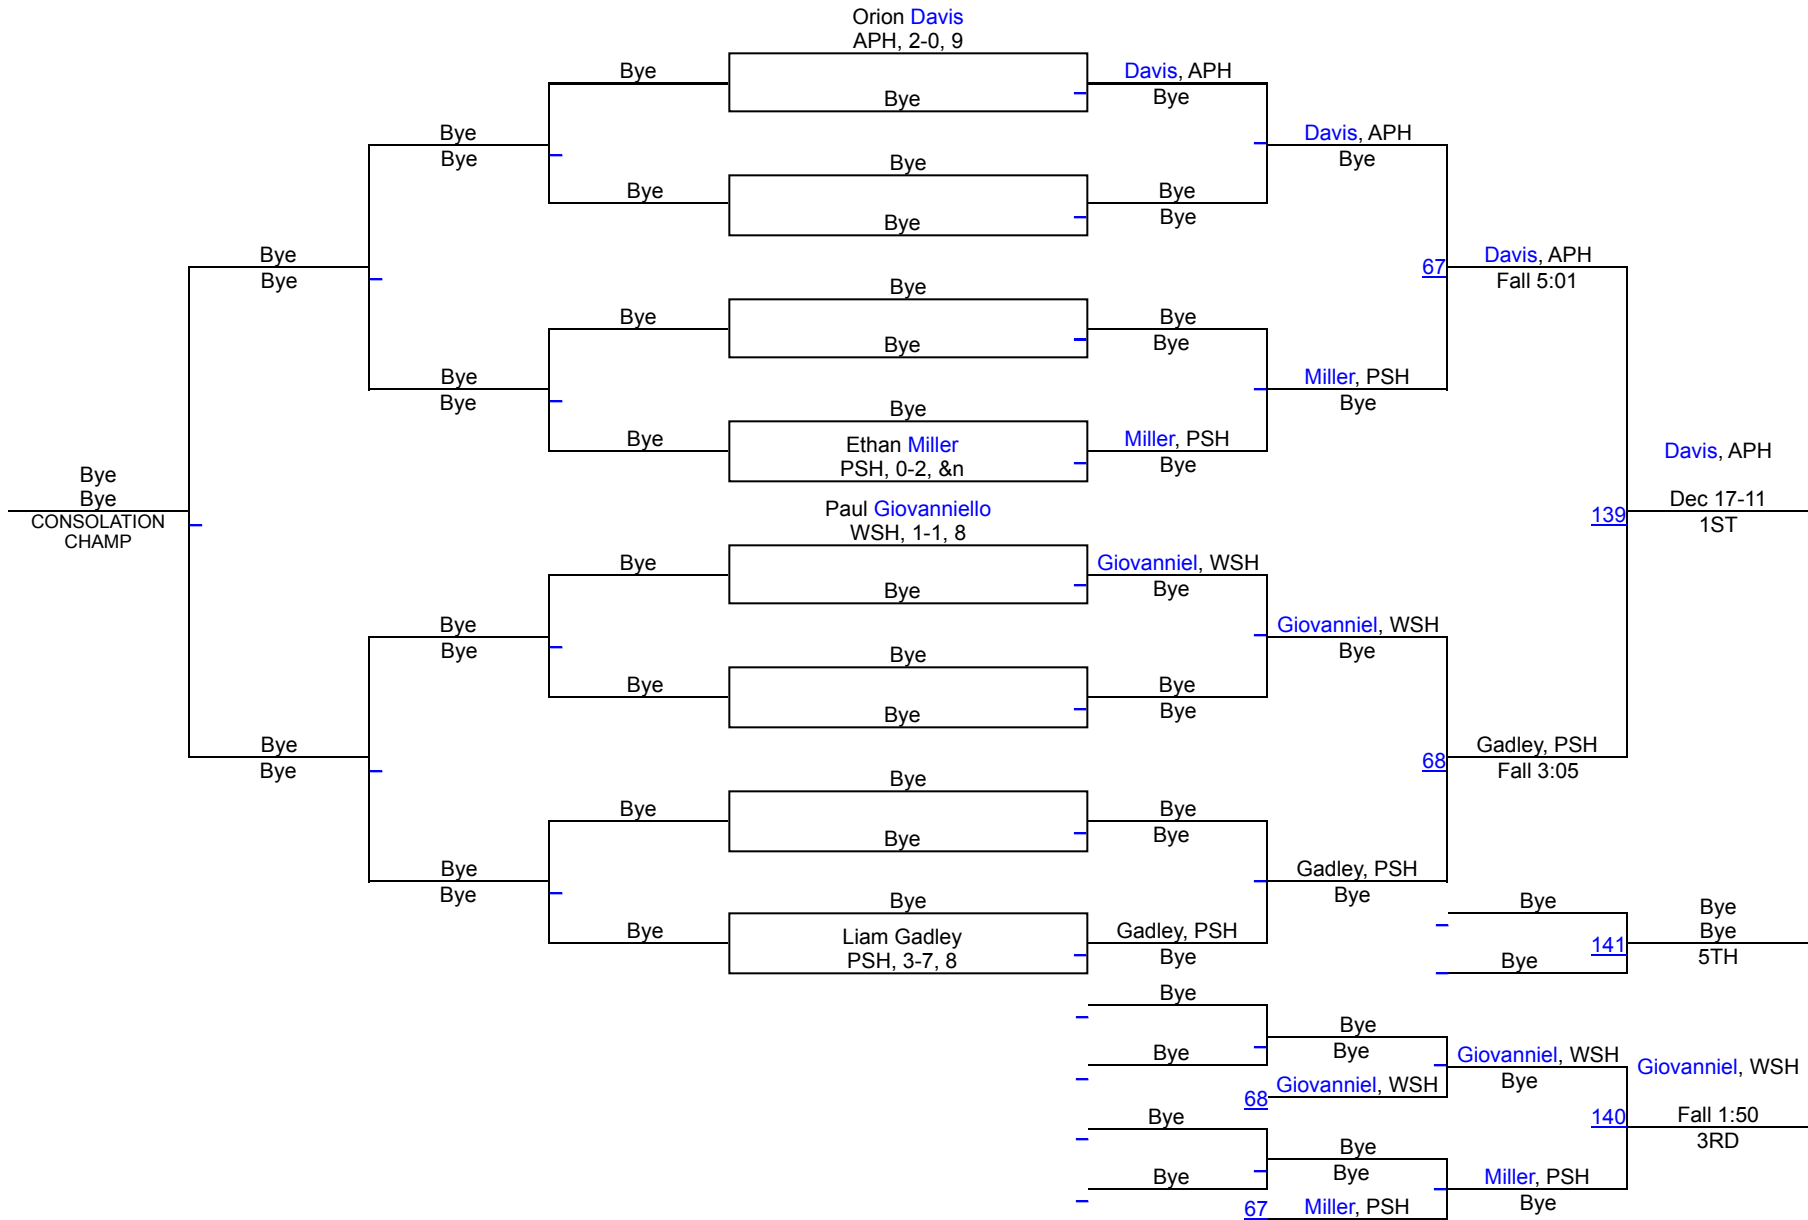 Orion Davis
APH, 2-0, 9
Bye
Davis, APH
Bye
Bye
Bye
Bye
Davis, APH
Bye
Bye
Bye
Bye
Bye
Bye
Bye
Bye
Bye
67
Davis, APH
Fall 5:01
Bye
Bye
Bye
Bye
Bye
Bye
Bye
Miller, PSH
Bye
Bye
Bye
Ethan Miller
PSH, 0-2, &n
Miller, PSH
Bye
Davis, APH
Bye
Bye
CONSOLATION
CHAMP
139
Dec 17-11
1ST
Paul Giovanniello
WSH, 1-1, 8
Bye
Giovanniel, WSH
Bye
Bye
Bye
Bye
Giovanniel, WSH
Bye
Bye
Bye
Bye
Bye
Bye
Bye
Bye
68
Gadley, PSH
Fall 3:05
Bye
Bye
Bye
Bye
Bye
Bye
Bye
Gadley, PSH
Bye
Bye
Bye
Liam Gadley
PSH, 3-7, 8
Gadley, PSH
Bye
Bye
Bye
141
Bye
Bye
5TH
Bye
Bye
Bye
Bye
68
Giovanniel, WSH
Giovanniel, WSH
Bye
Giovanniel, WSH
Bye
Bye
Bye
Bye
67
Miller, PSH
Miller, PSH
Bye
140
Fall 1:50
3RD